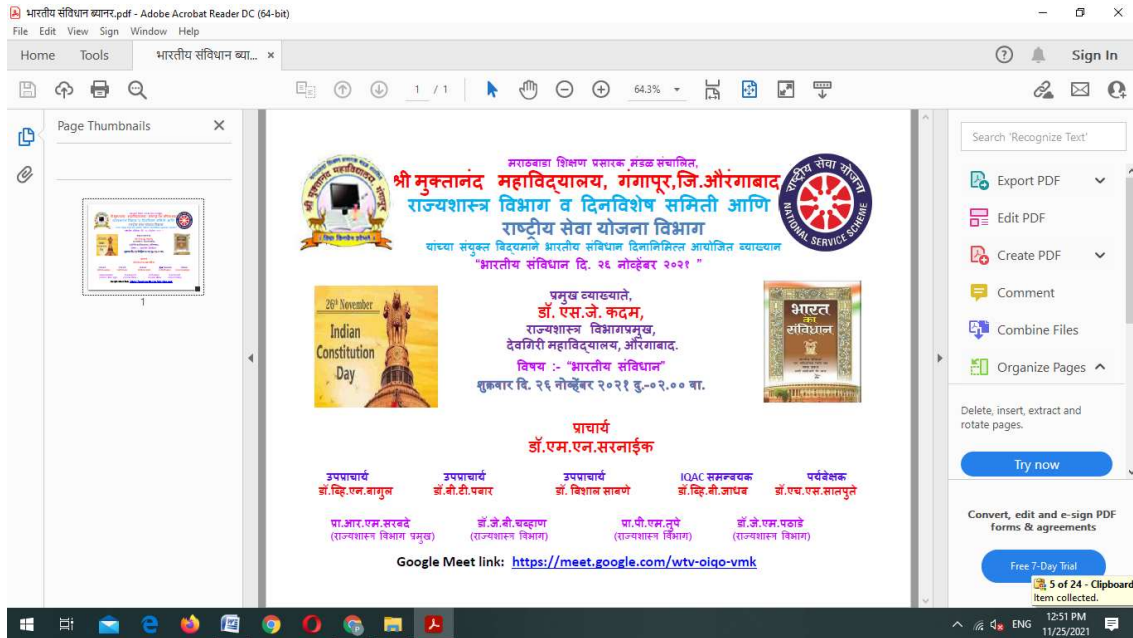 भारतीय संविधान ब्यानर.pdf - Adobe Acrobat Reader DC (64-bit)
File Edit View Sign Window Help
Home Tools भारतीय संविधान ब्या... ×
? Sign In
1 / 1 64.3%
Page Thumbnails
1
मराठबाडा शिक्षण प्रसारक मंडळ संचालित,
श्री मुक्तानंद महाविद्यालय, गंगापूर,जि.औरंगाबाद
राज्यशास्त्र विभाग व दिनविशेष समिती आणि
राष्ट्रीय सेवा योजना विभाग
यांच्या संयुक्त विद्यमाने भारतीय संविधान दिनानिमित्त आयोजित व्याख्यान
"भारतीय संविधान दि. २६ नोव्हेंबर २०२१ "
राष्ट्रीय सेवा योजना
NATIONAL SERVICE SCHEME
26th November
Indian
Constitution
Day
प्रमुख व्याख्याते,
डॉ. एस.जे. कदम,
राज्यशास्त्र विभागप्रमुख,
देवगिरी महाविद्यालय, औरंगाबाद.
विषय :- "भारतीय संविधान"
शुक्रवार दि. २६ नोव्हेंबर २०२१ दु.-०२.०० वा.
भारत
का
संविधान
प्राचार्य
डॉ.एम.एन.सरनाईक
उपप्राचार्य उपप्राचार्य उपप्राचार्य IQAC समन्वयक पर्यवेक्षक
डॉ.व्हि.एन.बागुल डॉ.बी.टी.पवार डॉ. विशाल साबणे डॉ.व्हि.बी.जाधव डॉ.एच.एस.सातपुते
प्रा.आर.एम.सरवदे डॉ.जे.बी.चव्हाण प्रा.पी.एम.नुपे डॉ.जे.एम.पठाडे
(राज्यशास्त्र विभाग प्रमुख) (राज्यशास्त्र विभाग) (राज्यशास्त्र विभाग) (राज्यशास्त्र विभाग)
Google Meet link: https://meet.google.com/wtv-oiqo-vmk
Search 'Recognize Text'
Export PDF
Edit PDF
Create PDF
Comment
Combine Files
Organize Pages
Delete, insert, extract and
rotate pages.
Try now
Convert, edit and e-sign PDF
forms & agreements
Free 7-Day Trial
5 of 24 - Clipboard
Item collected.
ENG
12:51 PM
11/25/2021